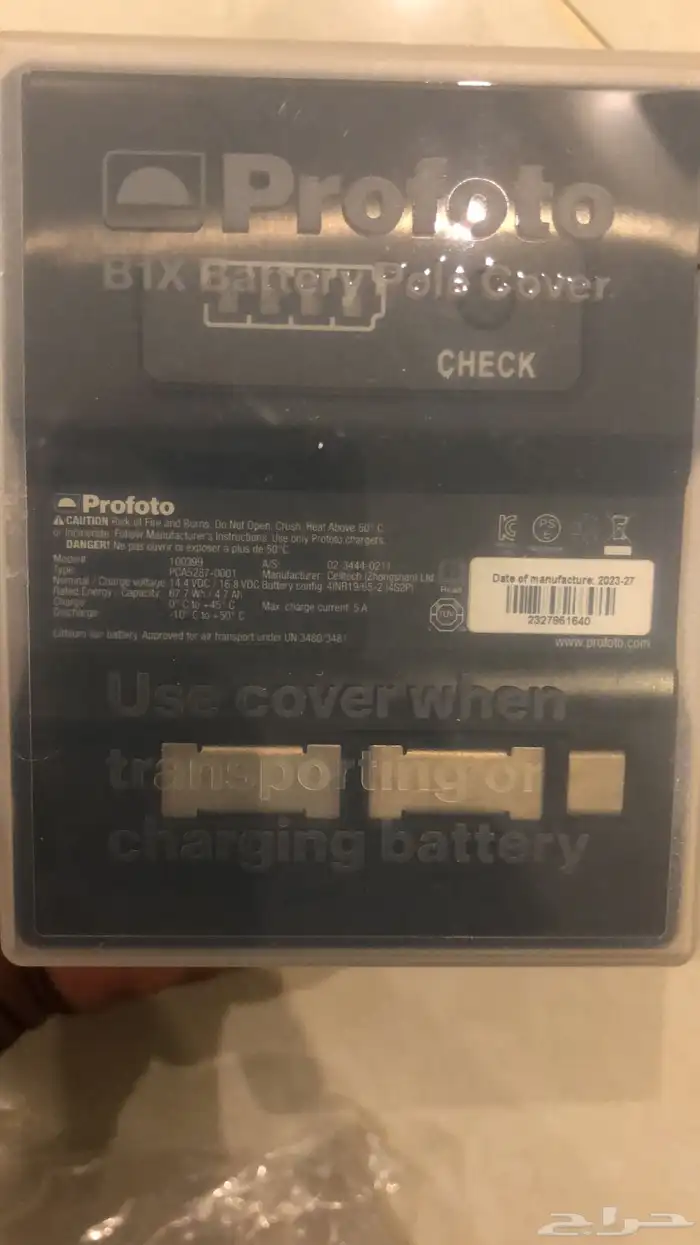 Profoto
B1X Battery Pole Cover
CHECK
Profoto
CAUTION Risk of Fire and Burns. Do Not Open, Crush, Heat Above 50° C
or Incinerate. Follow Manufacturer's Instructions. Use only Profoto chargers.
DANGER! Ne pas ouvrir ou exposer a plus de 50°C.
Model# 100399 A/S: 02 3444-0211
Type: PCA5287-0001 Manufacturer: Celltech (Zhongshan) Ltd
Nominal / Charge voltage: 14.4 VDC / 16.8 VDC Battery config: 4INR19/65-2 (4S2P)
Rated Energy / Capacity: 67.7 Wh / 4.7 Ah
Charge: 0° C to +45° C Max. charge current: 5 A
Discharge: -10° C to +50° C
Lithium ion battery. Approved for air transport under UN 3480/3481
PS
E
TÜV
Date of manufacture: 2023-27
2327961640
www.profoto.com
Use cover when
transporting or
charging battery
حراج